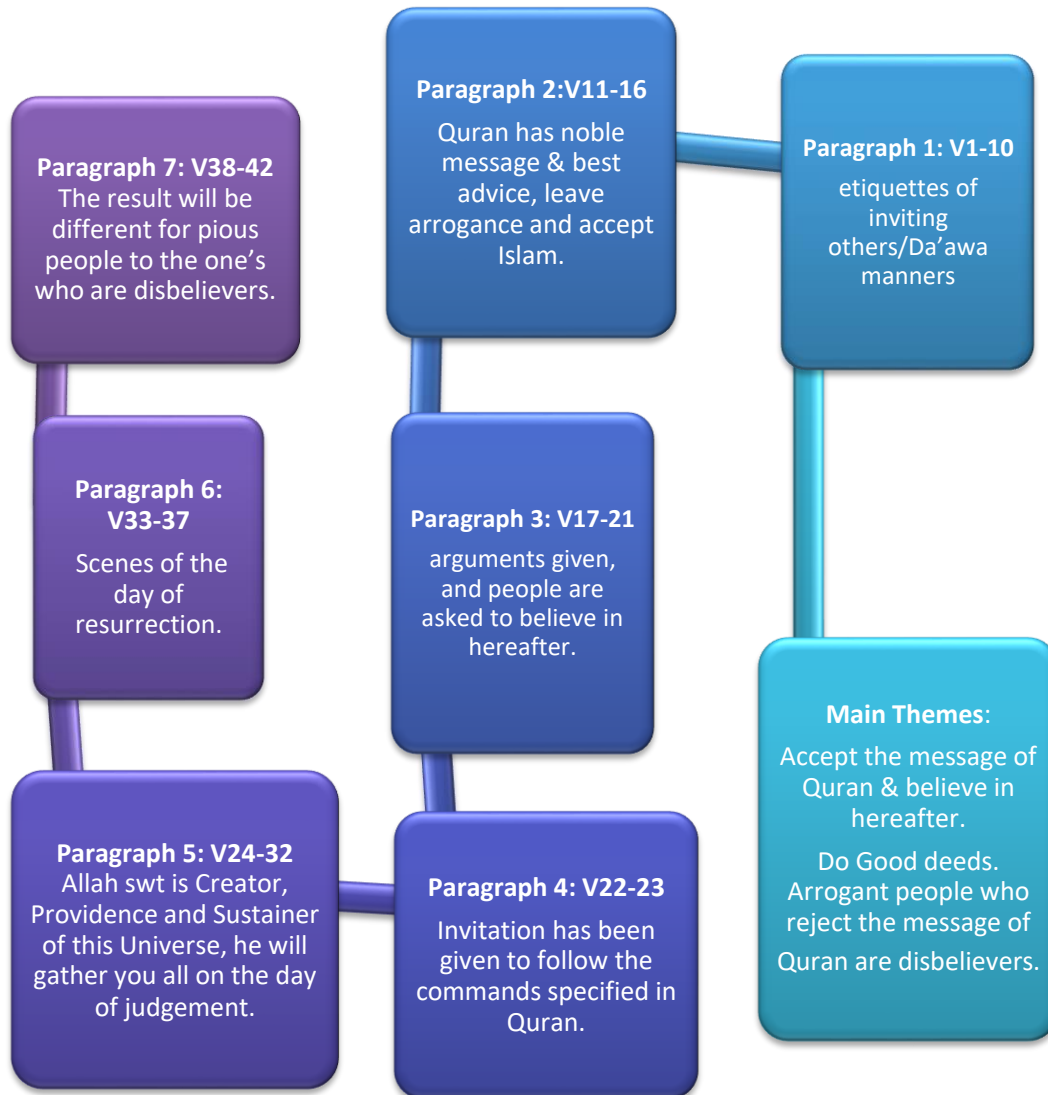 Main Themes:
Accept the message of
Quran & believe in
hereafter.
Do Good deeds.
Arrogant people who
reject the message of
Quran are disbelievers.
Paragraph 1: V1-10
etiquettes of
inviting
others/Da’awa
manners
Paragraph 2:V11-16
Quran has noble
message & best
advice, leave
arrogance and accept
Islam.
Paragraph 3: V17-21
arguments given,
and people are
asked to believe in
hereafter.
Paragraph 4: V22-23
Invitation has been
given to follow the
commands specified in
Quran.
Paragraph 5: V24-32
Allah swt is Creator,
Providence and Sustainer
of this Universe, he will
gather you all on the day
of judgement.
Paragraph 6:
V33-37
Scenes of the
day of
resurrection.
Paragraph 7: V38-42
The result will be
different for pious
people to the one’s
who are disbelievers.